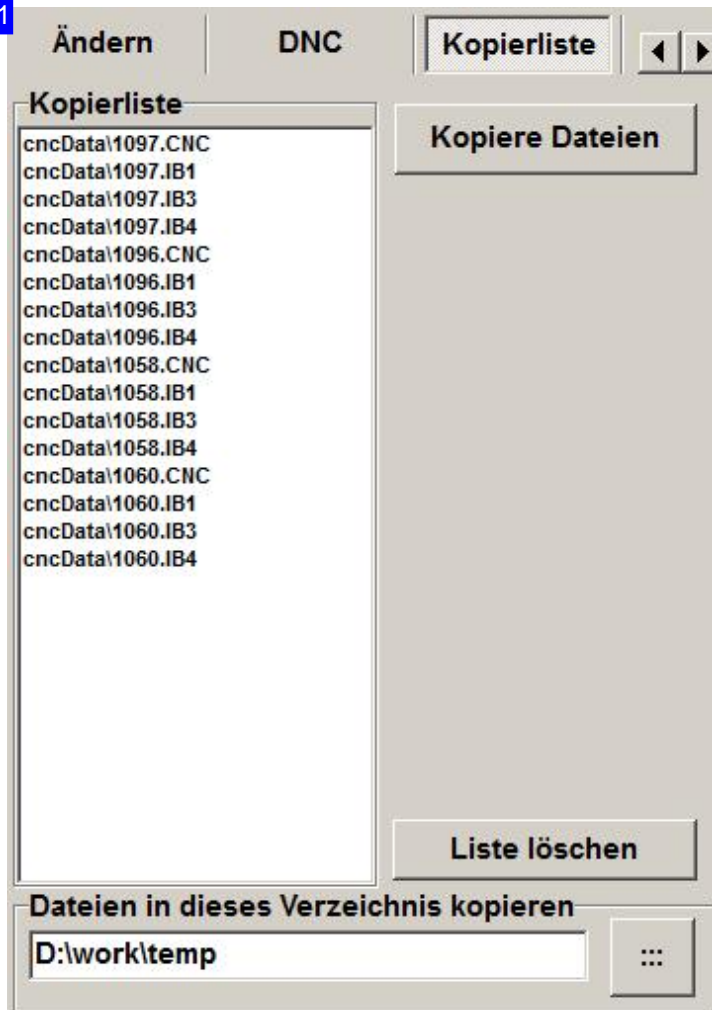 1
Ändern DNC Kopierliste
Kopierliste
Kopiere Dateien
cncData\1097.CNC
cncData\1097.IB1
cncData\1097.IB3
cncData\1097.IB4
cncData\1096.CNC
cncData\1096.IB1
cncData\1096.IB3
cncData\1096.IB4
cncData\1058.CNC
cncData\1058.IB1
cncData\1058.IB3
cncData\1058.IB4
cncData\1060.CNC
cncData\1060.IB1
cncData\1060.IB3
cncData\1060.IB4
Liste löschen
Dateien in dieses Verzeichnis kopieren
D:\work\temp
:::